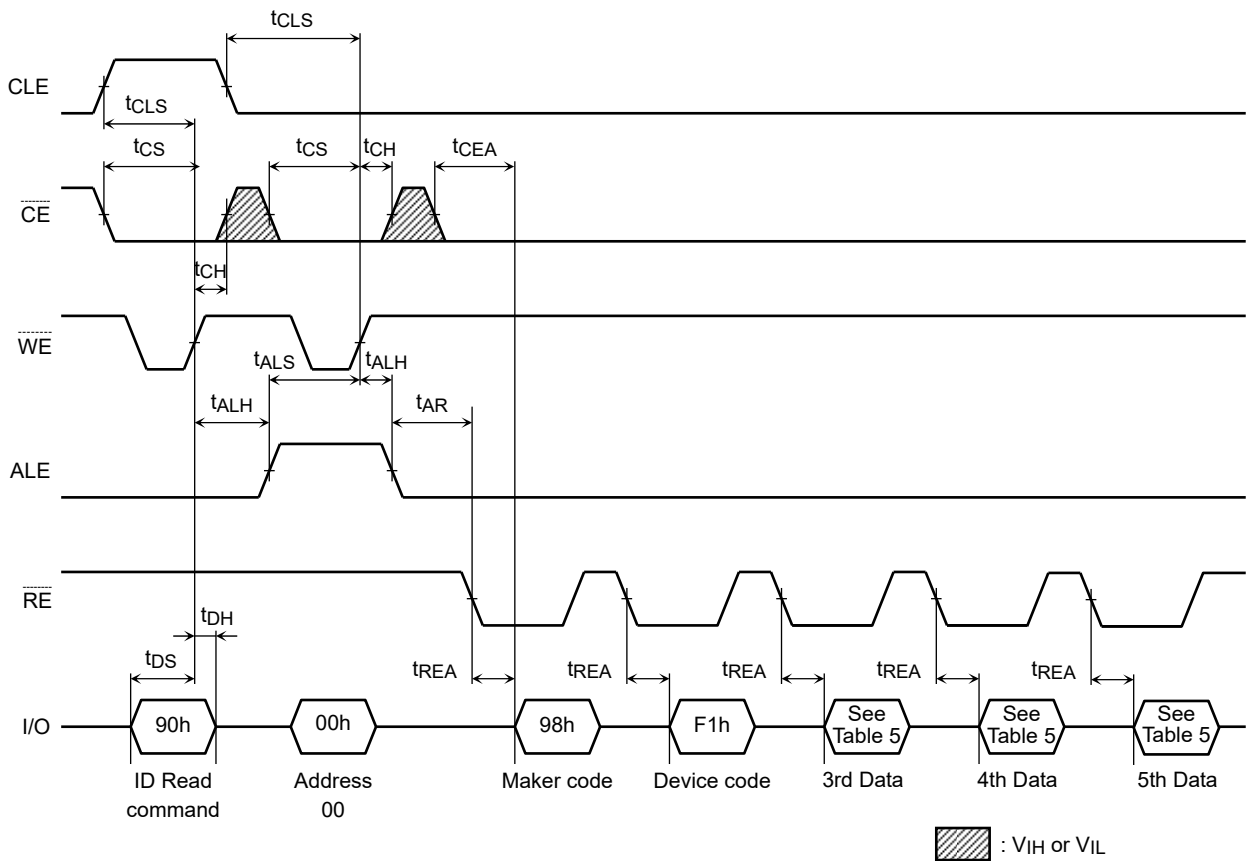 tCLS
CLE
tCLS
tCS tCS tCH tCEA
CE
tCH
WE
tALS tALH
tALH tAR
ALE
RE
tDH
tDS tREA tREA tREA tREA tREA
I/O 90h 00h 98h F1h See Table 5 See Table 5 See Table 5
ID Read command Address 00 Maker code Device code 3rd Data 4th Data 5th Data
: VIH or VIL